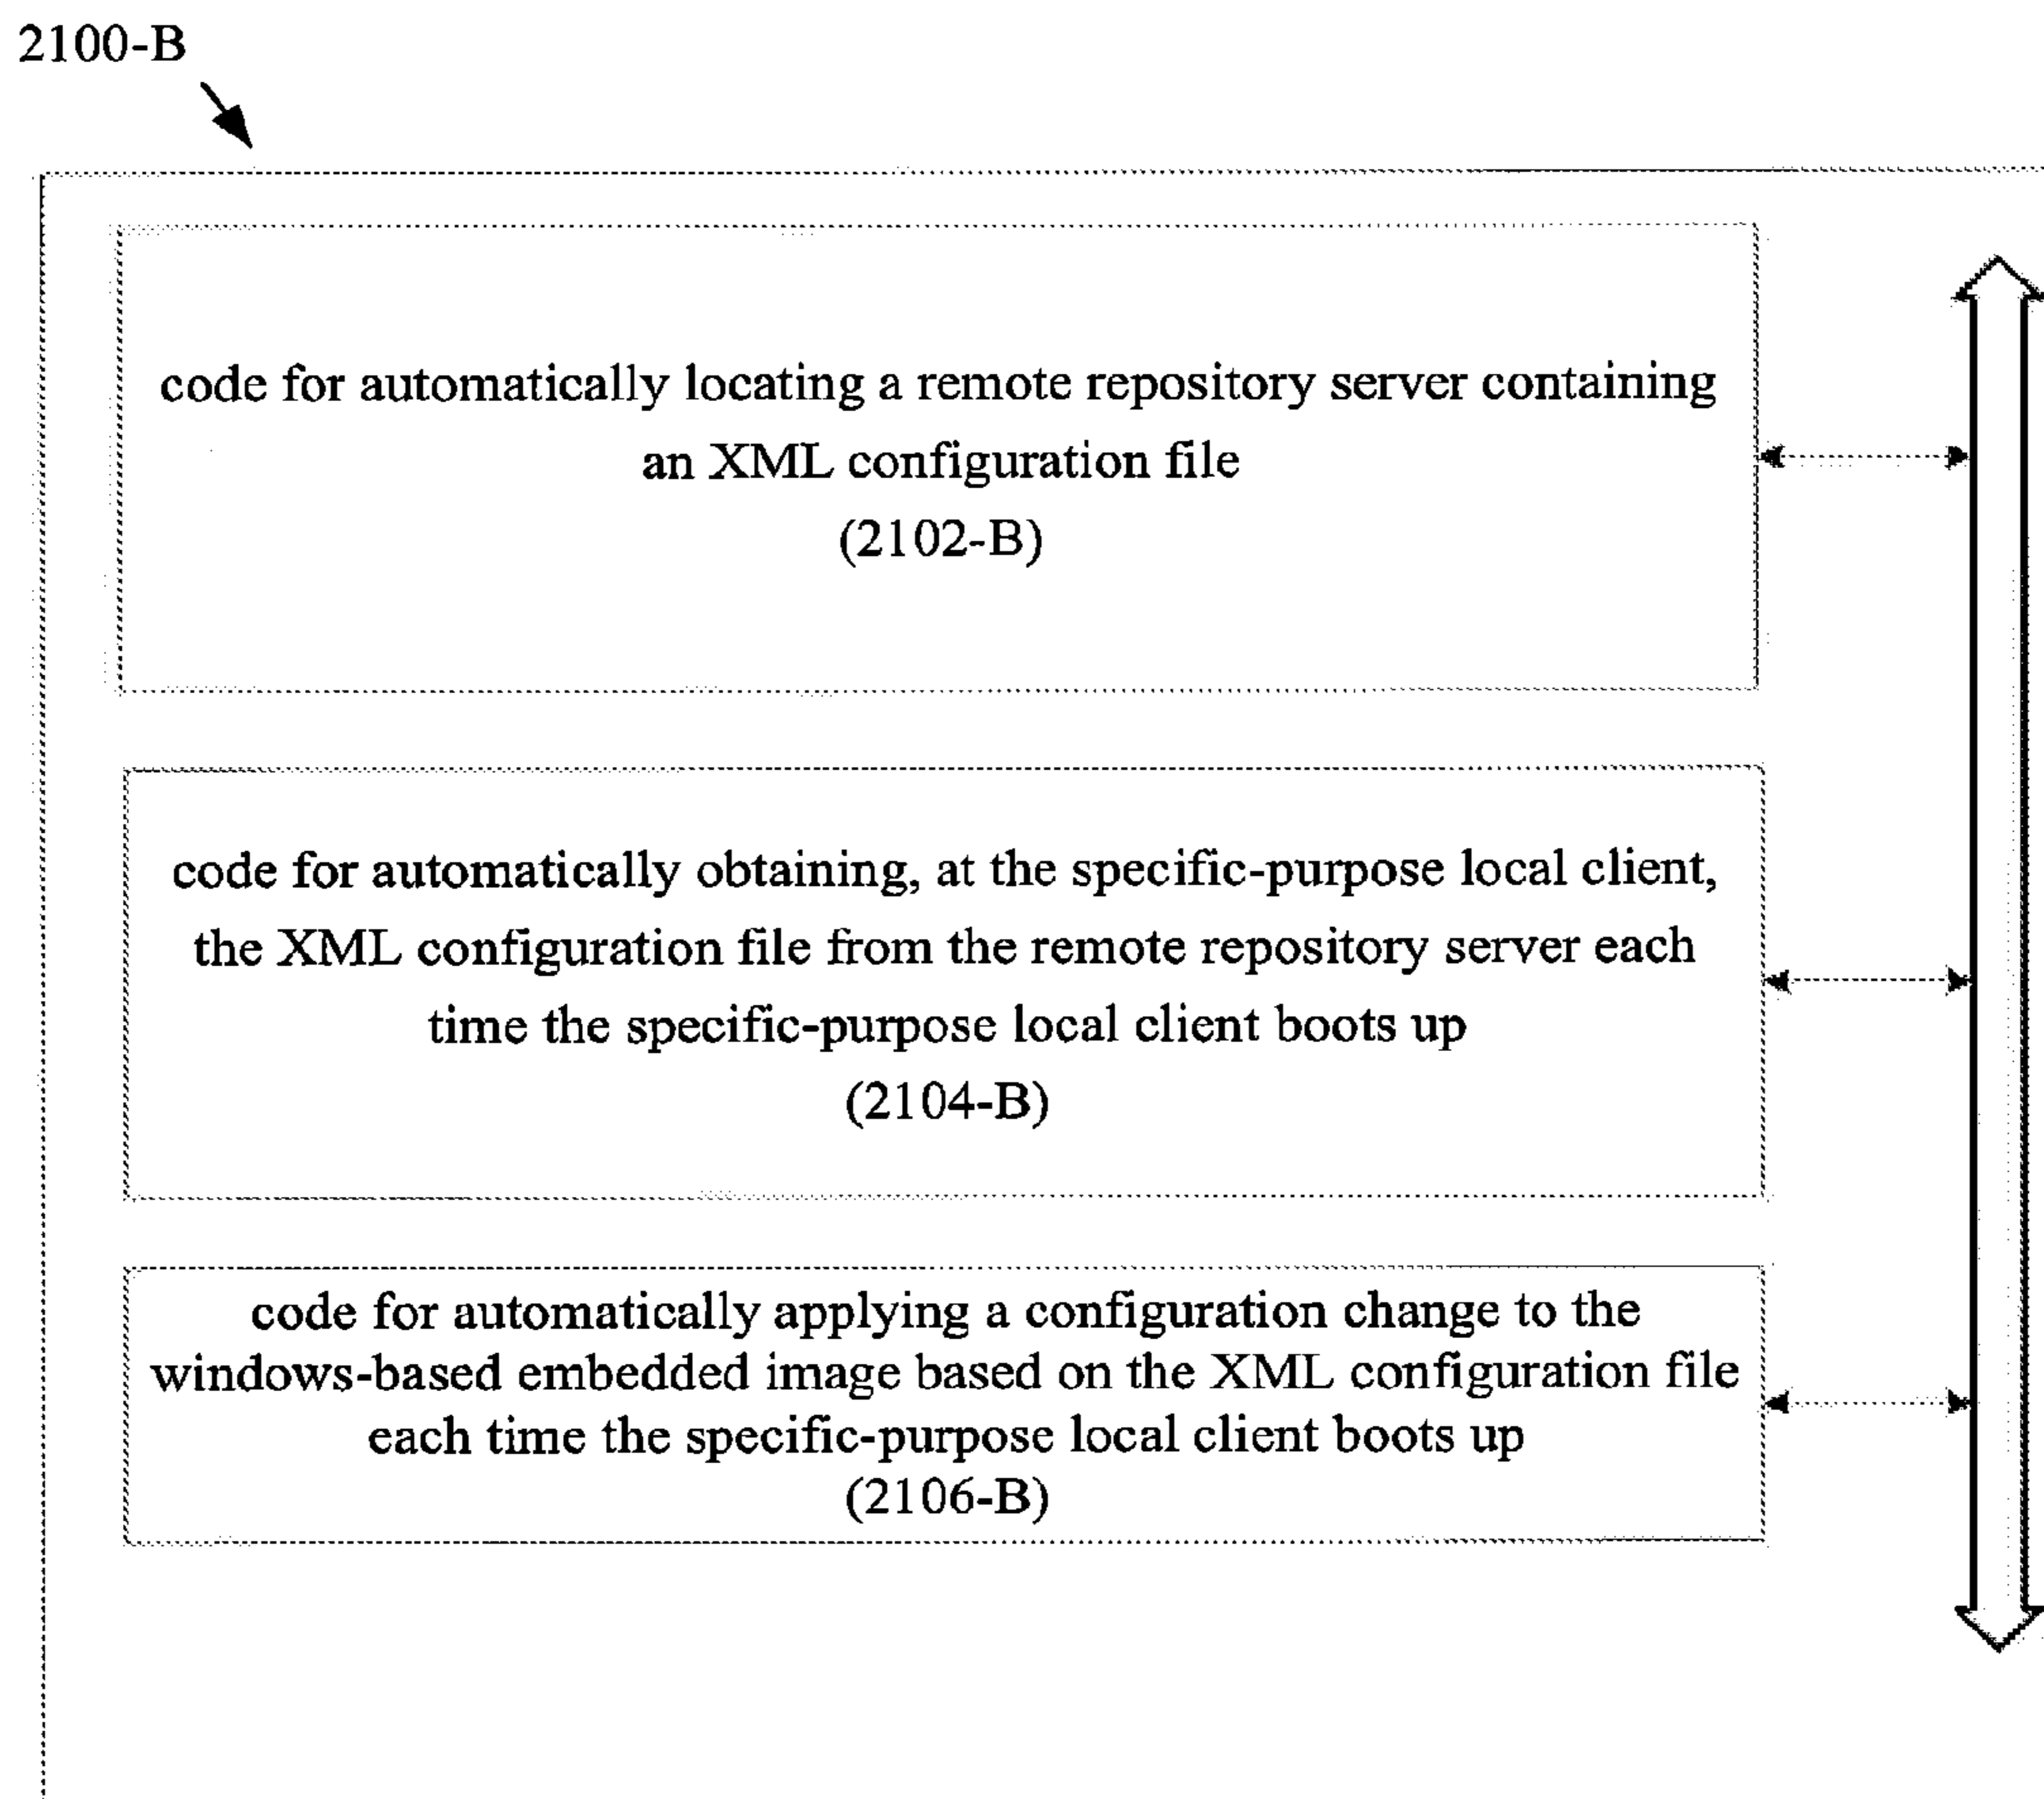 2100-B
code for automatically locating a remote repository server containing
an XML configuration file
(2102-B)
code for automatically obtaining, at the specific-purpose local client,
the XML configuration file from the remote repository server each
time the specific-purpose local client boots up
(2104-B)
code for automatically applying a configuration change to the
windows-based embedded image based on the XML configuration file
each time the specific-purpose local client boots up
(2106-B)